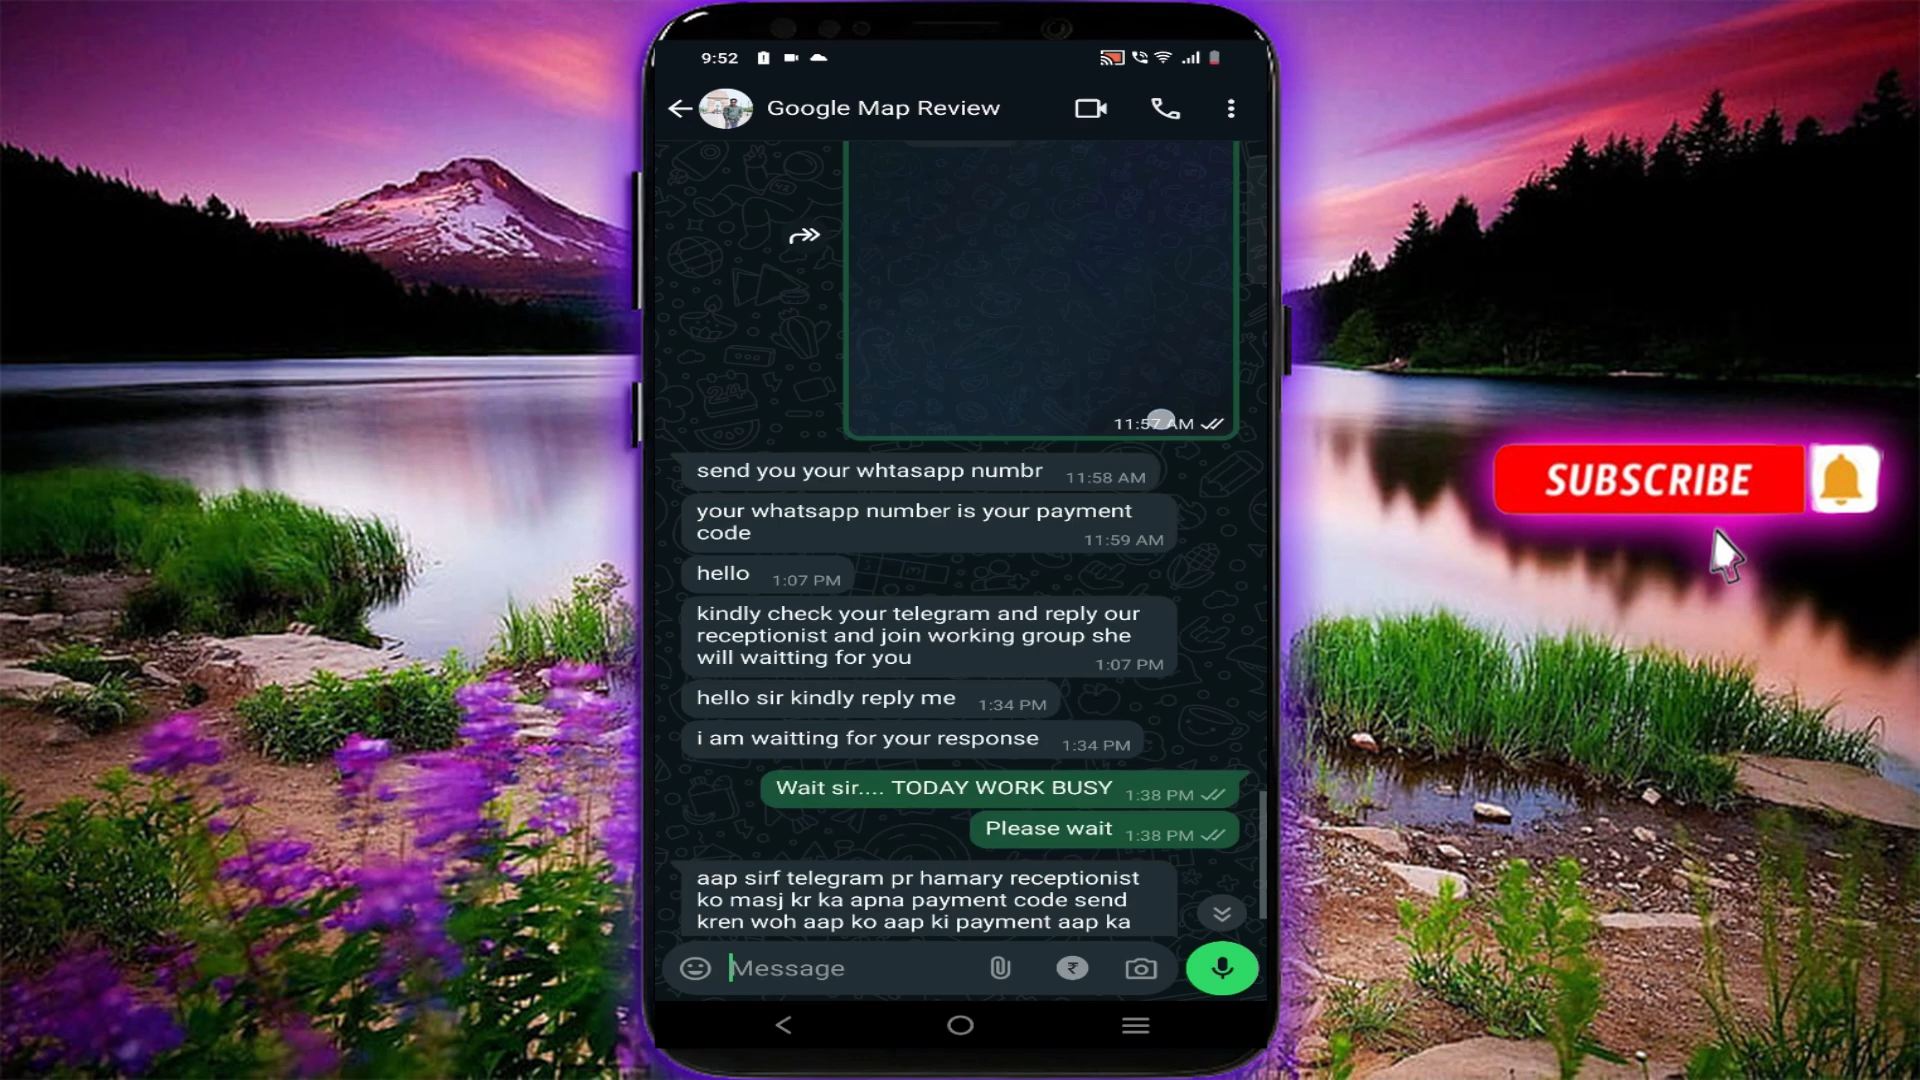 9:52
Google Map Review
11:57 AM
send you your whtasapp numbr 11:58 AM
your whatsapp number is your payment
code 11:59 AM
hello 1:07 PM
kindly check your telegram and reply our
receptionist and join working group she
will waitting for you 1:07 PM
hello sir kindly reply me 1:34 PM
i am waitting for your response 1:34 PM
Wait sir.... TODAY WORK BUSY 1:38 PM
Please wait 1:38 PM
aap sirf telegram pr hamary receptionist
ko masj kr ka apna payment code send
kren woh aap ko aap ki payment aap ka
Message
SUBSCRIBE